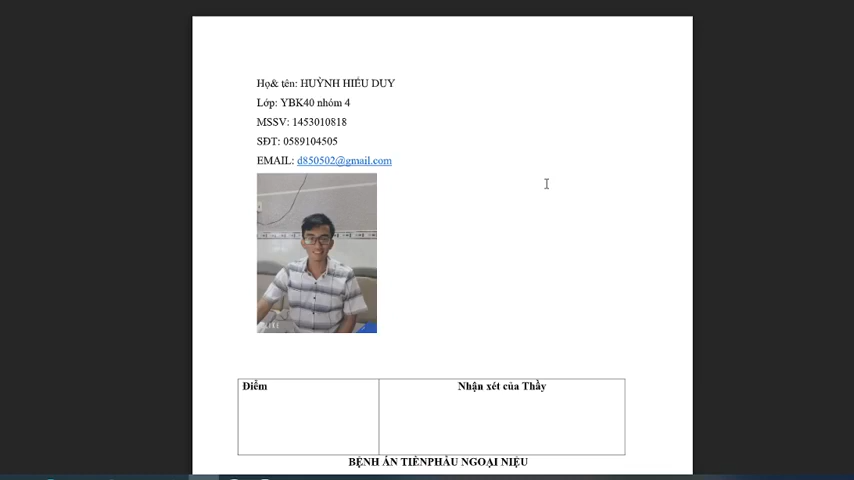 Họ& tên: HUỲNH HIẾU DUY
Lớp: YBK40 nhóm 4
MSSV: 1453010818
SĐT: 0589104505
EMAIL: d850502@gmail.com
Điểm
Nhận xét của Thầy
BỆNH ÁN TIỀNPHẪU NGOẠI NIỆU